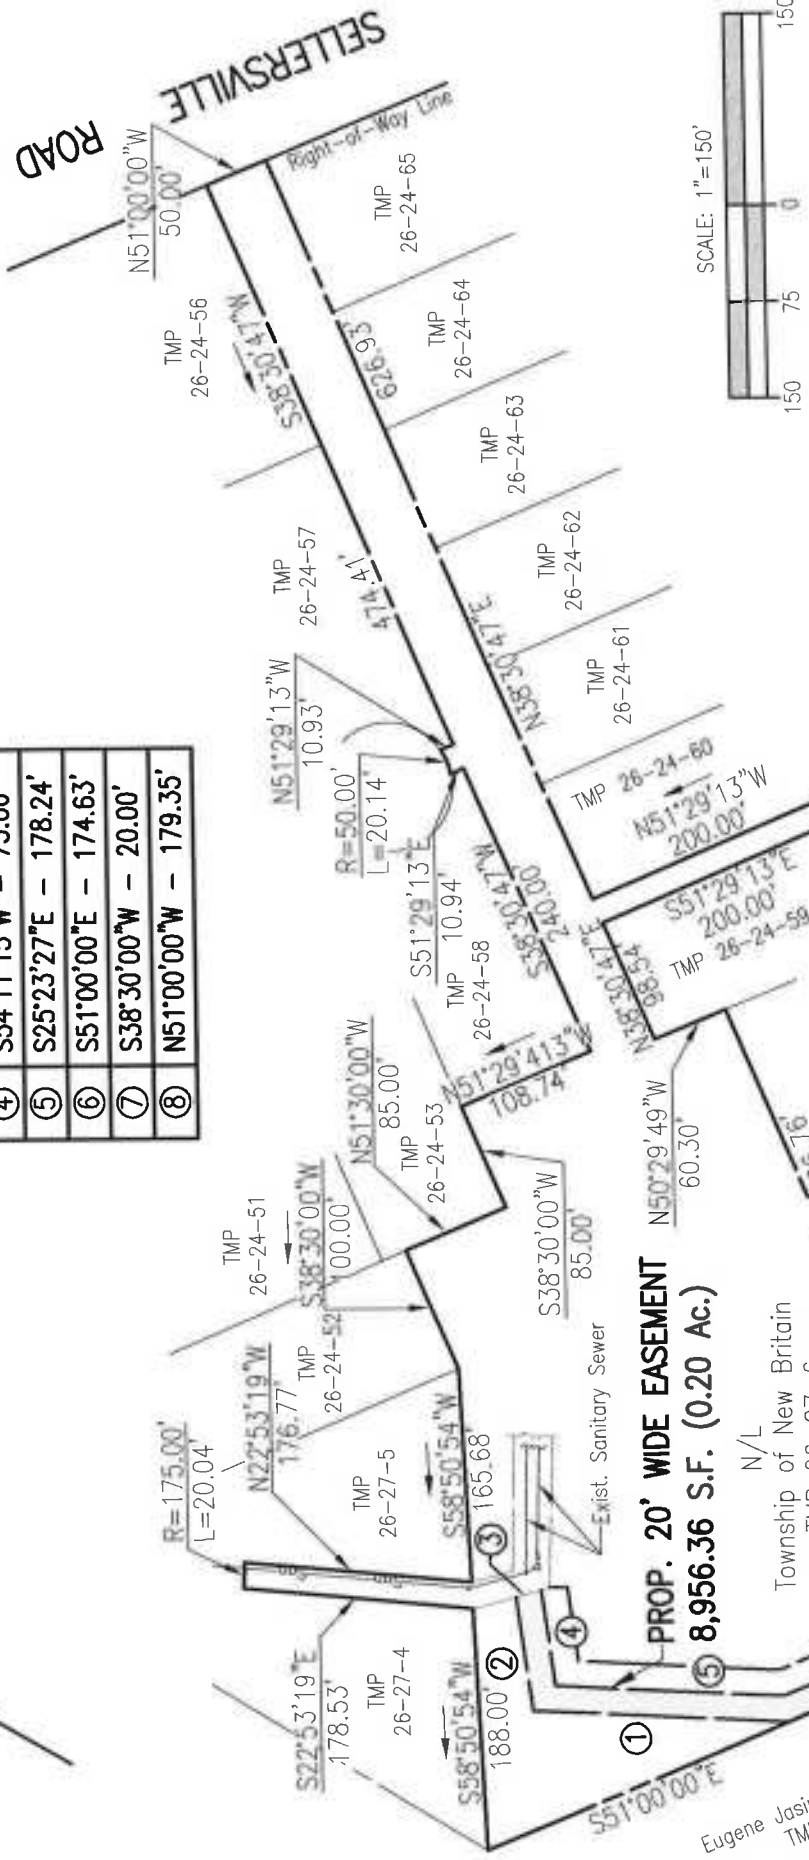 ④ S54°11'13"W –
⑤ S25°23'27"E – 178.24'
⑥ S51°00'00"E – 174.63'
⑦ S38°30'00"W – 20.00'
⑧ N51°00'00"W – 179.35'
SELLERSVILLE
ROAD
N51°00'00"W
50.00'
Right-of-Way Line
TMP
26-24-65
TMP
26-24-56
S38°30'47"W
TMP
26-24-64
626.93'
TMP
26-24-63
TMP
26-24-57
474.41'
TMP
26-24-62
N38°30'47"E
TMP
26-24-61
N51°29'13"W
10.93'
R=50.00'
L=20.14'
S51°29'13"E
10.94'
TMP 26-24-60
N51°29'13"W
200.00'
S38°30'47"W
240.00'
S51°29'13"E
200.00'
TMP 26-24-59
TMP
26-24-58
N38°30'47"E
98.54'
N51°29'413"W
108.74'
N50°29'49"W
60.30'
N51°30'00"W
85.00'
TMP
26-24-53
S38°30'00"W
85.00'
TMP
26-24-51
S38°30'00"W
00.00'
TMP
26-24-52
N22°53'19"W
176.77'
R=175.00'
L=20.04'
TMP
26-27-5
S58°50'54"W
165.68'
③
Exist. Sanitary Sewer
PROP. 20' WIDE EASEMENT
8,956.36 S.F. (0.20 Ac.)
N/L
Township of New Britain
④
⑤
S22°53'19"E
178.53'
TMP
26-27-4
S58°50'54"W
188.00'
②
①
S51°00'00"E
Eugene
SCALE: 1"=150'
150
75
0
150